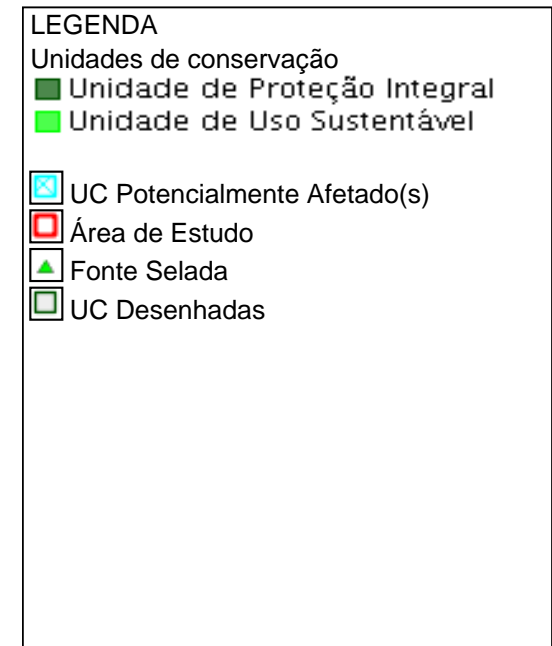 LEGENDA
Unidades de conservação
Unidade de Proteção Integral
Unidade de Uso Sustentável
UC Potencialmente Afetado(s)
Área de Estudo
Fonte Selada
UC Desenhadas